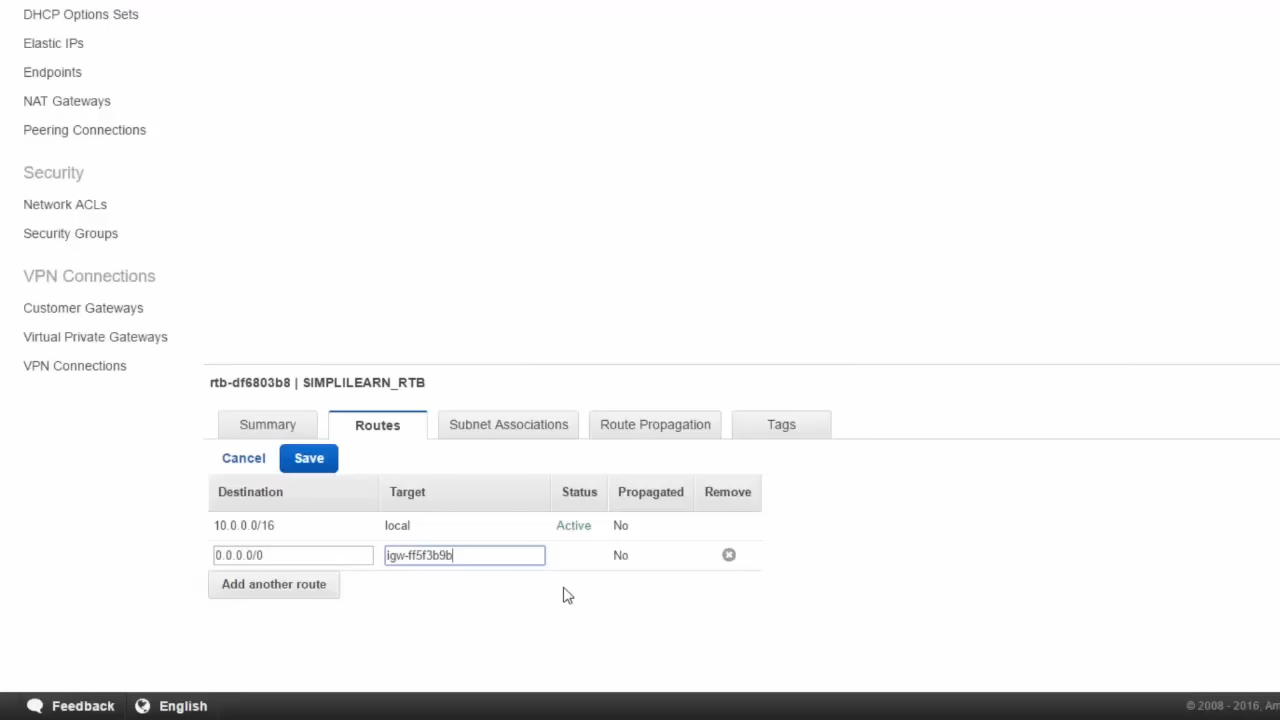 DHCP Options Sets
Elastic IPs
Endpoints
NAT Gateways
Peering Connections
Security
Network ACLs
Security Groups
VPN Connections
Customer Gateways
Virtual Private Gateways
VPN Connections
rtb-df6803b8 | SIMPLILEARN_RTB
Summary Routes Subnet Associations Route Propagation Tags
Cancel Save
Destination Target Status Propagated Remove
10.0.0.0/16 local Active No
0.0.0.0/0 igw-ff5f3b9b No
Add another route
Feedback English © 2008 - 2016, Am